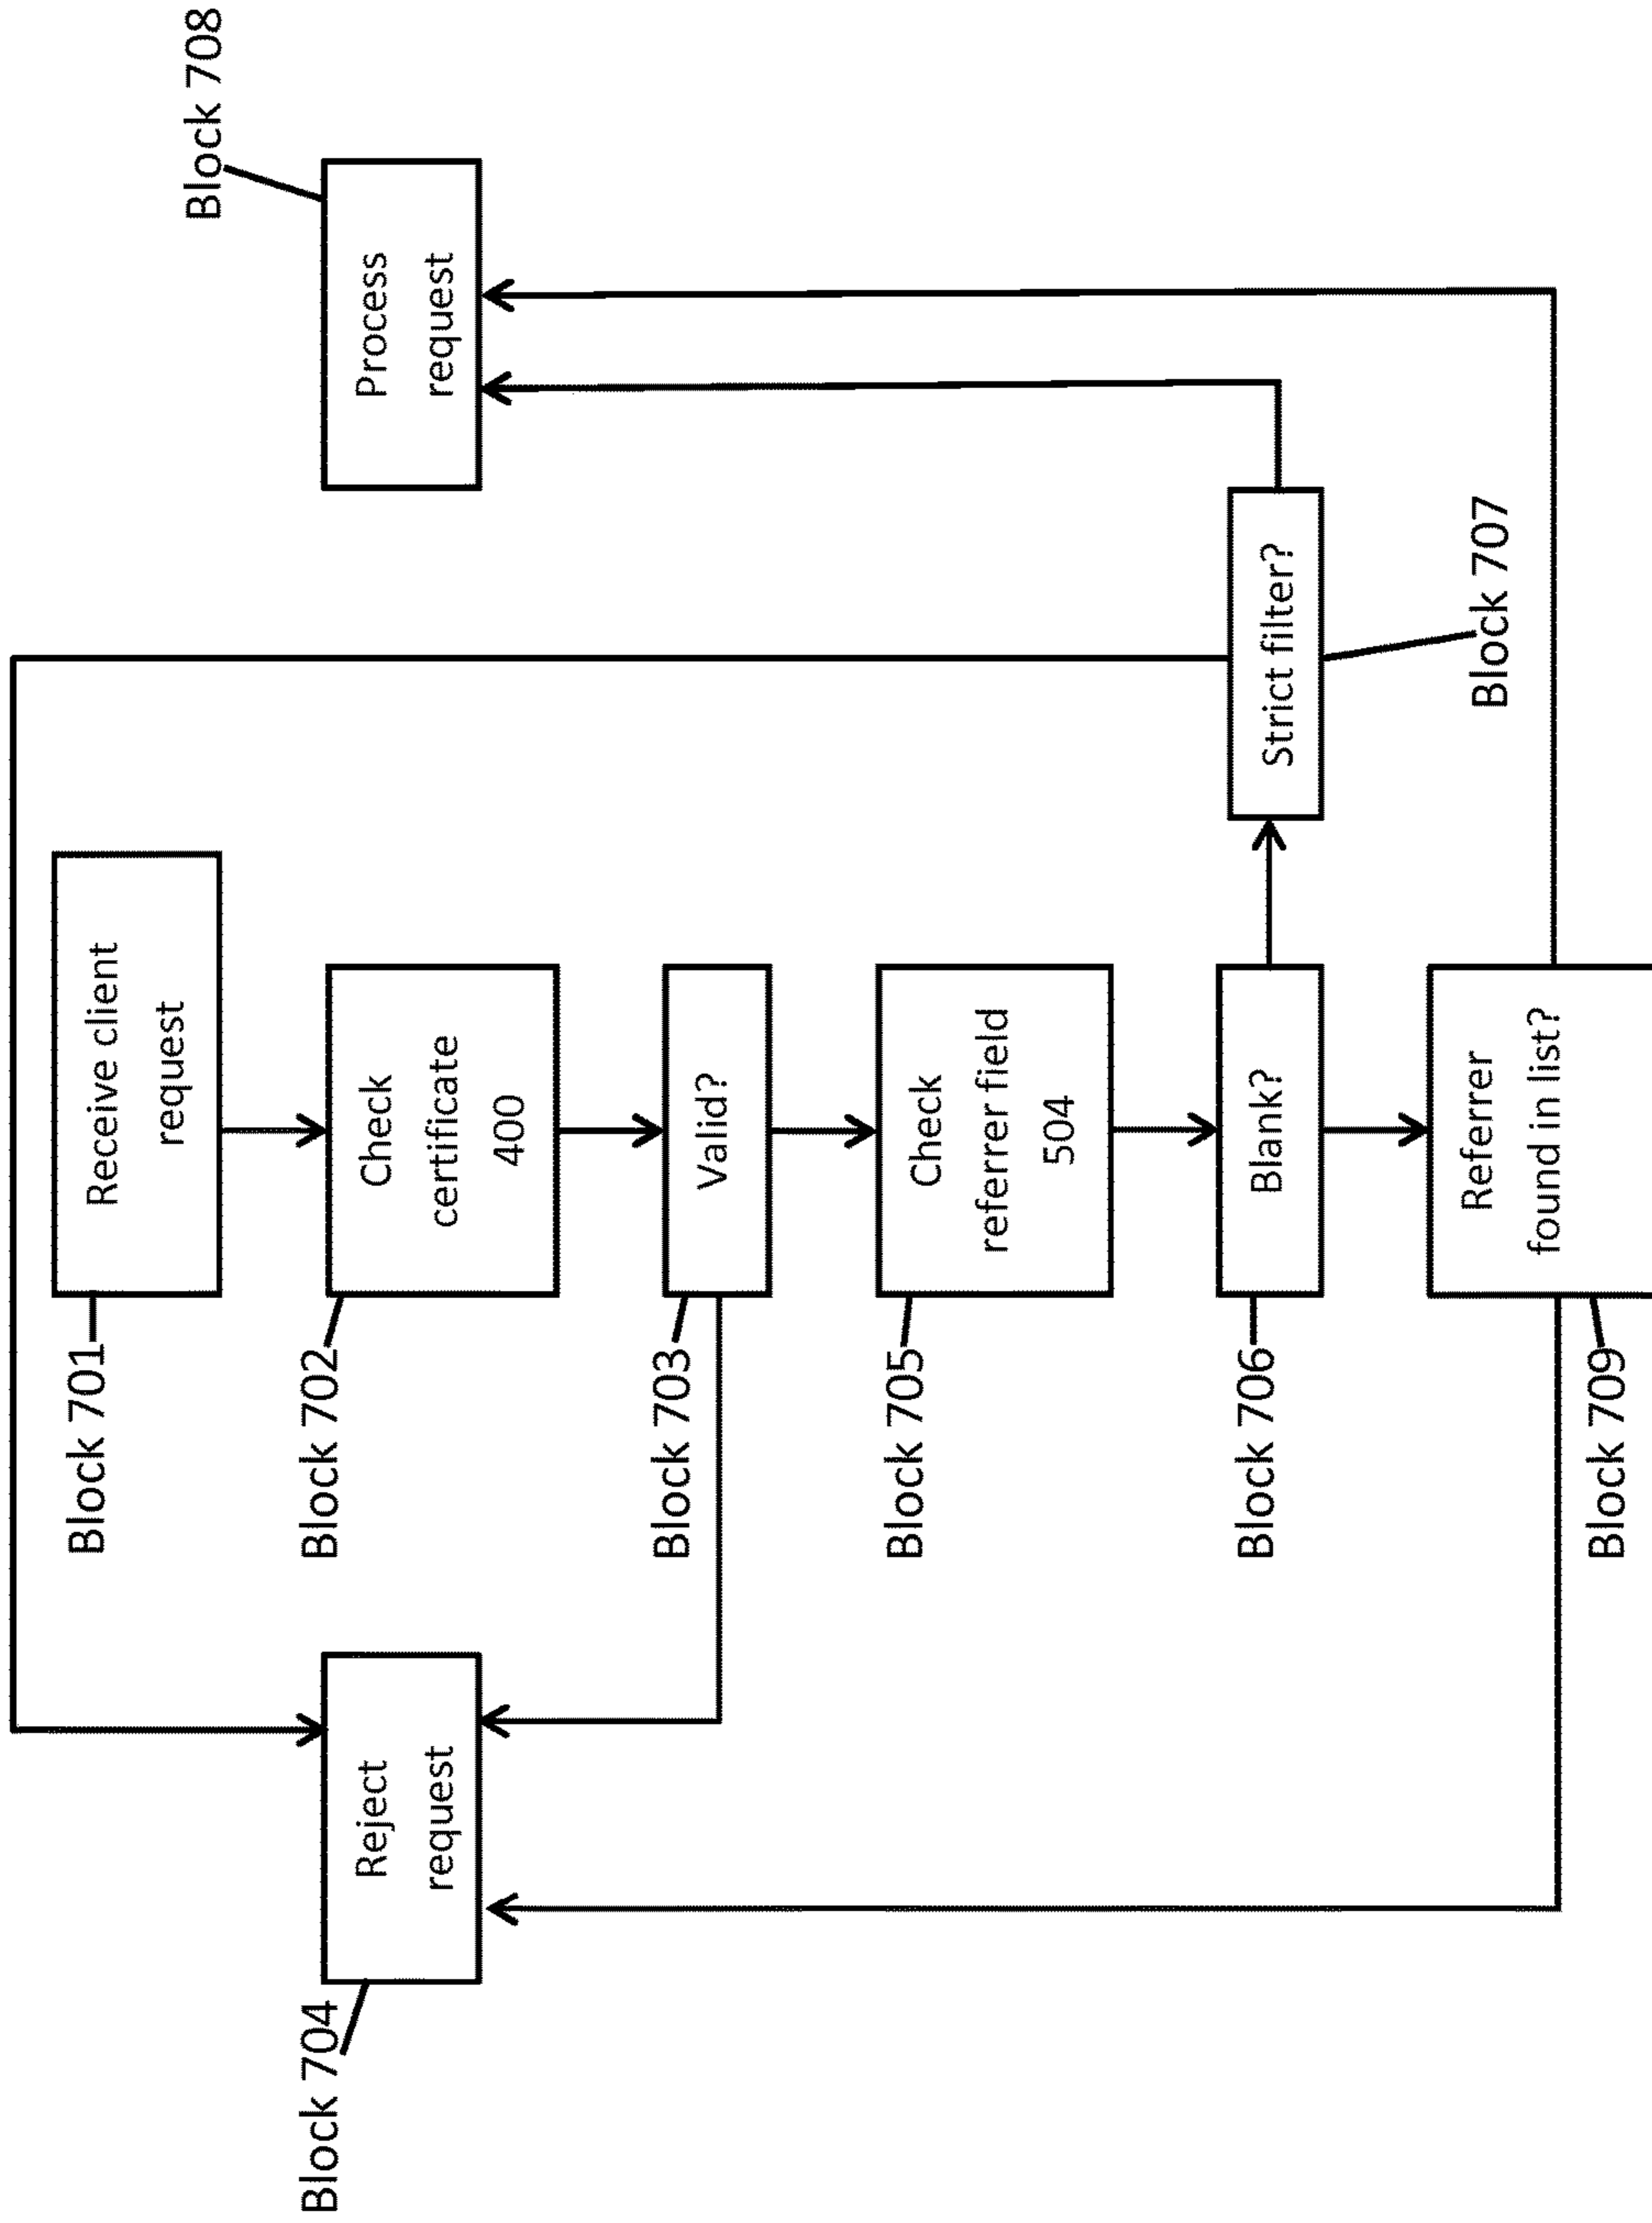 Block 701
Receive client
request
Block 702
Check
certificate
400
Block 703
Valid?
Block 704
Reject
request
Block 705
Check
referrer field
504
Block 706
Blank?
Strict filter?
Block 707
Process
request
Block 708
Referrer
found in list?
Block 709